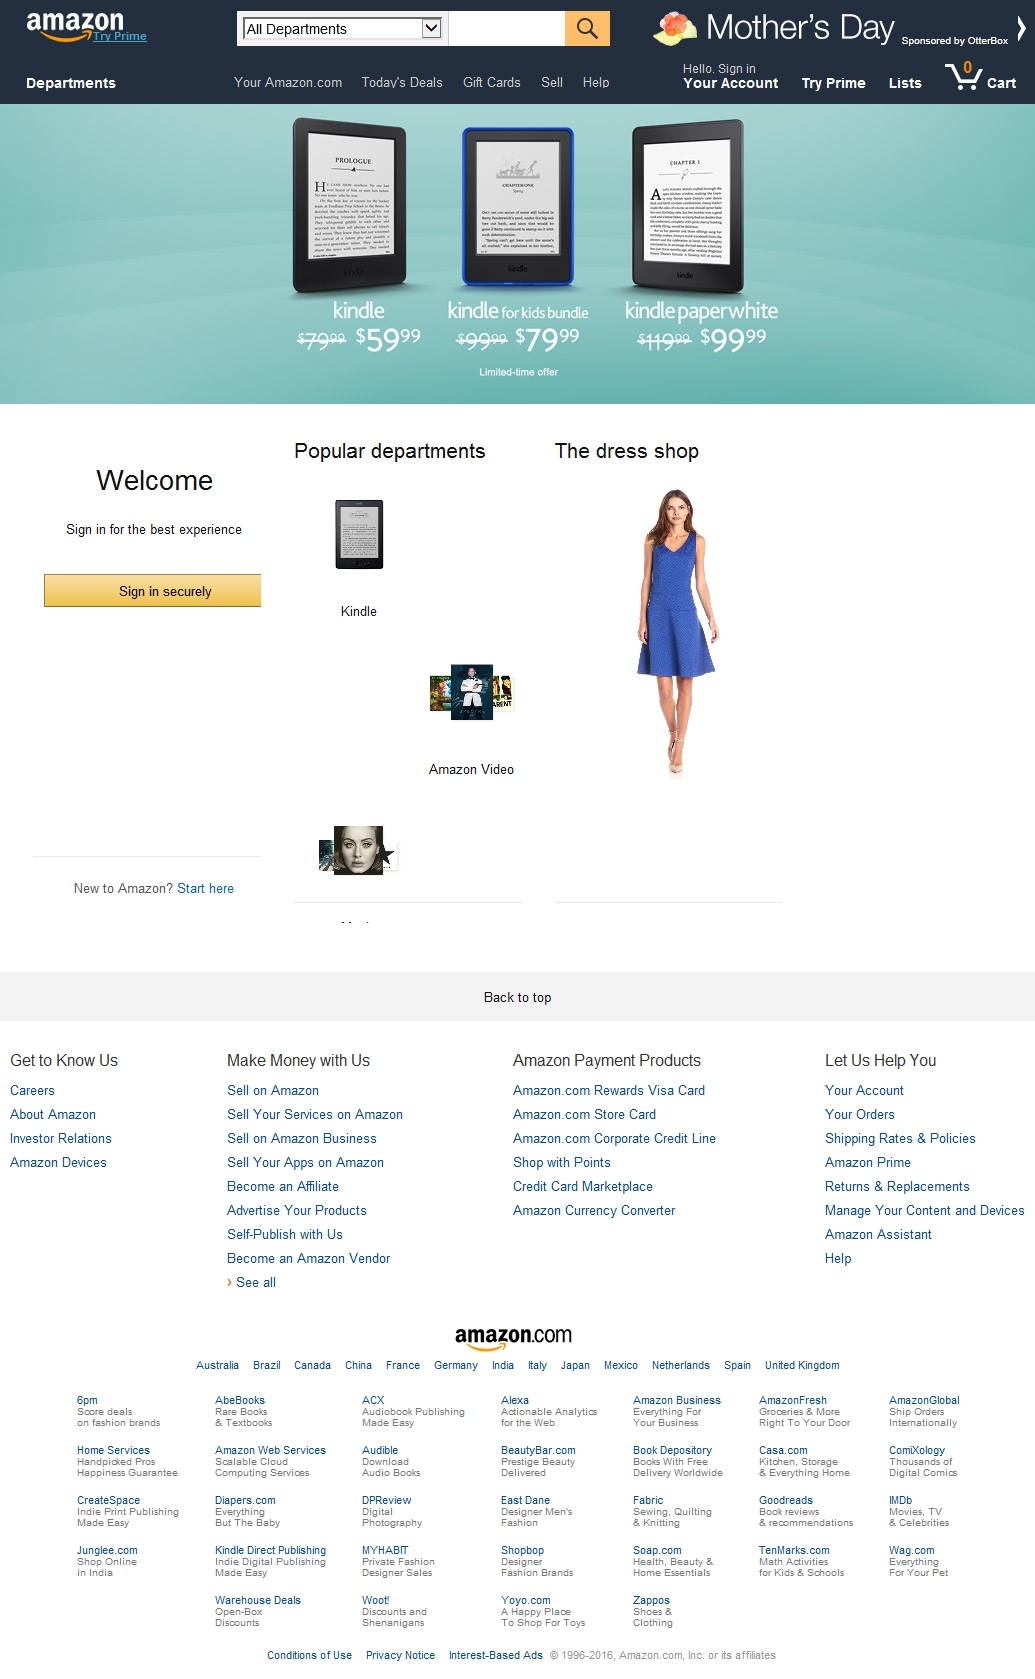 amazon
Try Prime
All Departments
Mother's Day
Sponsored by OtterBox
Departments
Your Amazon.com Today's Deals Gift Cards Sell Help
Hello. Sign in
Your Account Try Prime Lists 0 Cart
PROLOGUE
CHAPTER ONE
Spring
CHAPTER 1
kindle kindle kindle
kindle kindle for kids bundle kindle paperwhite
$79.99 $59.99 $99.99 $79.99 $119.99 $99.99
Limited-time offer
Welcome
Sign in for the best experience
Sign in securely
New to Amazon? Start here
Popular departments
Kindle
Amazon Video
The dress shop
Back to top
Get to Know Us
Careers
About Amazon
Investor Relations
Amazon Devices
Make Money with Us
Sell on Amazon
Sell Your Services on Amazon
Sell on Amazon Business
Sell Your Apps on Amazon
Become an Affiliate
Advertise Your Products
Self-Publish with Us
Become an Amazon Vendor
› See all
Amazon Payment Products
Amazon.com Rewards Visa Card
Amazon.com Store Card
Amazon.com Corporate Credit Line
Shop with Points
Credit Card Marketplace
Amazon Currency Converter
Let Us Help You
Your Account
Your Orders
Shipping Rates & Policies
Amazon Prime
Returns & Replacements
Manage Your Content and Devices
Amazon Assistant
Help
amazon.com
Australia Brazil Canada China France Germany India Italy Japan Mexico Netherlands Spain United Kingdom
6pm
Score deals
on fashion brands
AbeBooks
Rare Books
& Textbooks
ACX
Audiobook Publishing
Made Easy
Alexa
Actionable Analytics
for the Web
Amazon Business
Everything For
Your Business
AmazonFresh
Groceries & More
Right To Your Door
AmazonGlobal
Ship Orders
Internationally
Home Services
Handpicked Pros
Happiness Guarantee
Amazon Web Services
Scalable Cloud
Computing Services
Audible
Download
Audio Books
BeautyBar.com
Prestige Beauty
Delivered
Book Depository
Books With Free
Delivery Worldwide
Casa.com
Kitchen, Storage
& Everything Home
ComiXology
Thousands of
Digital Comics
CreateSpace
Indie Print Publishing
Made Easy
Diapers.com
Everything
But The Baby
DPReview
Digital
Photography
East Dane
Designer Men's
Fashion
Fabric
Sewing, Quilting
& Knitting
Goodreads
Book reviews
& recommendations
IMDb
Movies, TV
& Celebrities
Junglee.com
Shop Online
in India
Kindle Direct Publishing
Indie Digital Publishing
Made Easy
MYHABIT
Private Fashion
Designer Sales
Shopbop
Designer
Fashion Brands
Soap.com
Health, Beauty &
Home Essentials
TenMarks.com
Math Activities
for Kids & Schools
Wag.com
Everything
For Your Pet
Warehouse Deals
Open-Box
Discounts
Woot!
Discounts and
Shenanigans
Yoyo.com
A Happy Place
To Shop For Toys
Zappos
Shoes &
Clothing
Conditions of Use Privacy Notice Interest-Based Ads © 1996-2016, Amazon.com, Inc. or its affiliates